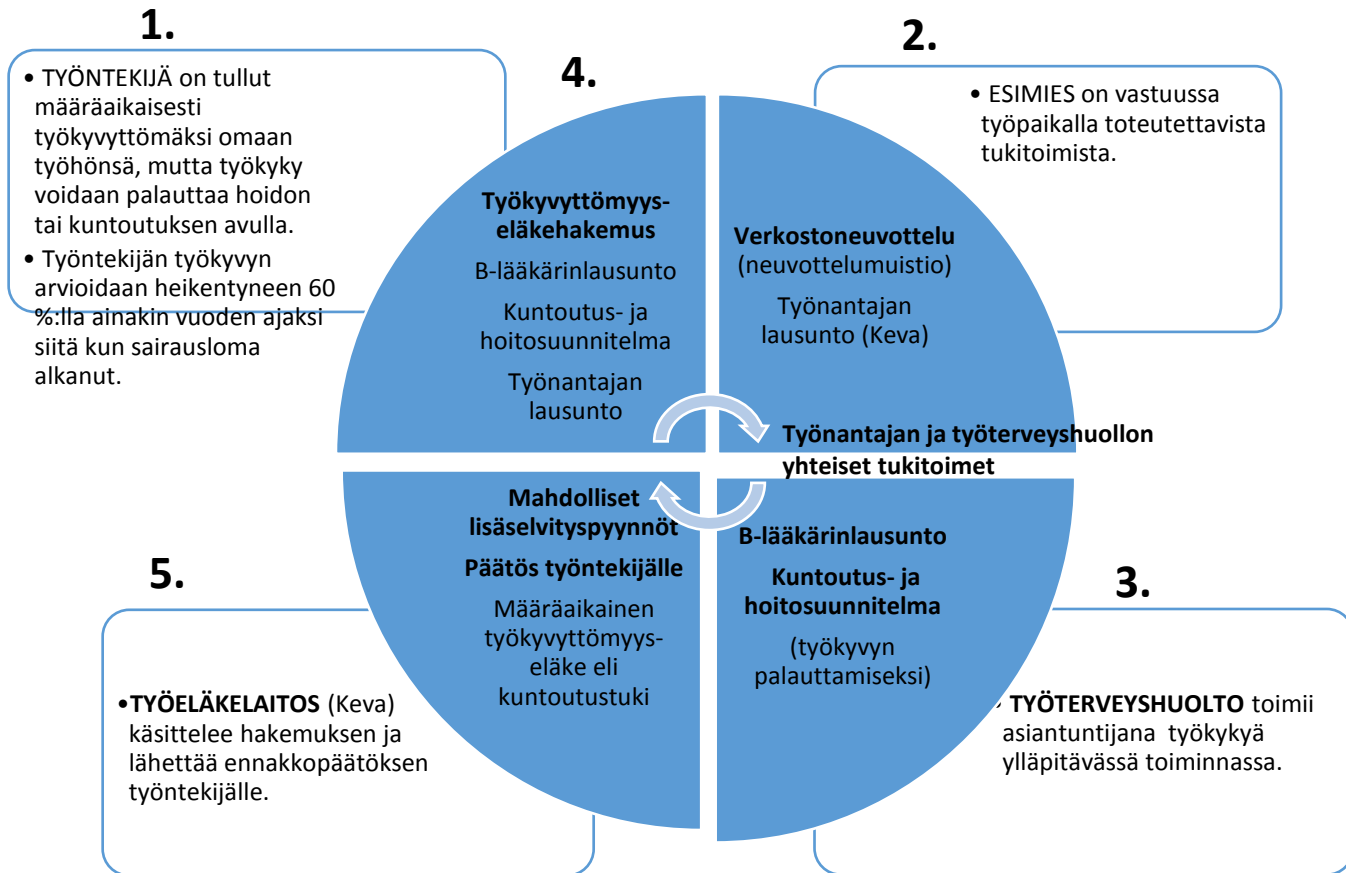 1.
• TYÖNTEKIJÄ on tullut
määräaikaisesti
työkyvyttömäksi omaan
työhönsä, mutta työkyky
voidaan palauttaa hoidon
tai kuntoutuksen avulla.
• Työntekijän työkyvyn
arvioidaan heikentyneen 60
%:lla ainakin vuoden ajaksi
siitä kun sairausloma
alkanut.
4.
Työkyvyttömyys-
eläkehakemus
B-lääkärinlausunto
Kuntoutus- ja
hoitosuunnitelma
Työnantajan
lausunto
2.
• ESIMIES on vastuussa
työpaikalla toteutettavista
tukitoimista.
Verkostoneuvottelu
(neuvottelumuistio)
Työnantajan
lausunto (Keva)
Työnantajan ja työterveyshuollon
yhteiset tukitoimet
5.
•TYÖELÄKELAITOS (Keva)
käsittelee hakemuksen ja
lähettää ennakkopäätöksen
työntekijälle.
Mahdolliset
lisäselvityspyynnöt
Päätös työntekijälle
Määräaikainen
työkyvyttömyys-
eläke eli
kuntoutustuki
B-lääkärinlausunto
Kuntoutus- ja
hoitosuunnitelma
(työkyvyn
palauttamiseksi)
3.
• TYÖTERVEYSHUOLTO toimii
asiantuntijana työkykyä
ylläpitävässä toiminnassa.